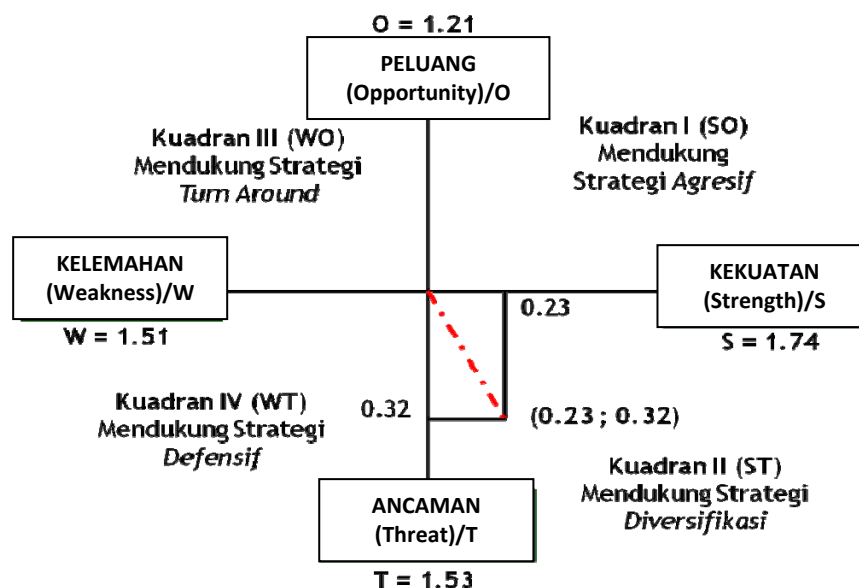 O = 1.21
PELUANG
(Opportunity)/O
Kuadran III (WO)
Mendukung Strategi
Turn Around
Kuadran I (SO)
Mendukung
Strategi Agresif
KELEMAHAN
(Weakness)/W
W = 1.51
KEKUATAN
(Strength)/S
S = 1.74
0.23
0.32
(0.23 ; 0.32)
Kuadran IV (WT)
Mendukung Strategi
Defensif
Kuadran II (ST)
Mendukung Strategi
Diversifikasi
ANCAMAN
(Threat)/T
T = 1.53